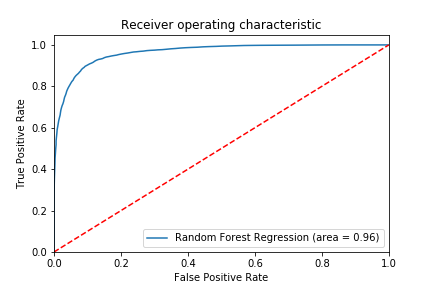 Receiver operating characteristic
1.0
0.8
0.6
0.4
0.2
0.0
True Positive Rate
0.0 0.2 0.4 0.6 0.8 1.0
False Positive Rate
Random Forest Regression (area = 0.96)